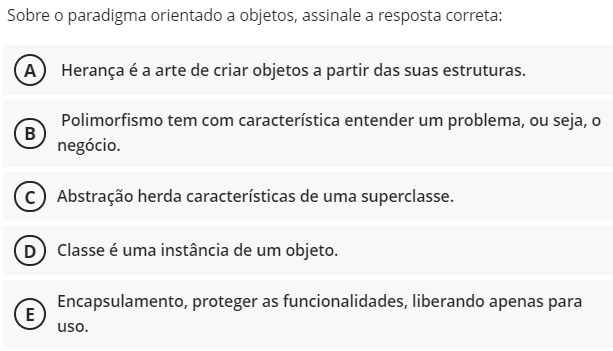 Sobre o paradigma orientado a objetos, assinale a resposta correta:
A Herança é a arte de criar objetos a partir das suas estruturas.
B Polimorfismo tem com característica entender um problema, ou seja, o
negócio.
C Abstração herda características de uma superclasse.
D Classe é uma instância de um objeto.
E Encapsulamento, proteger as funcionalidades, liberando apenas para
uso.